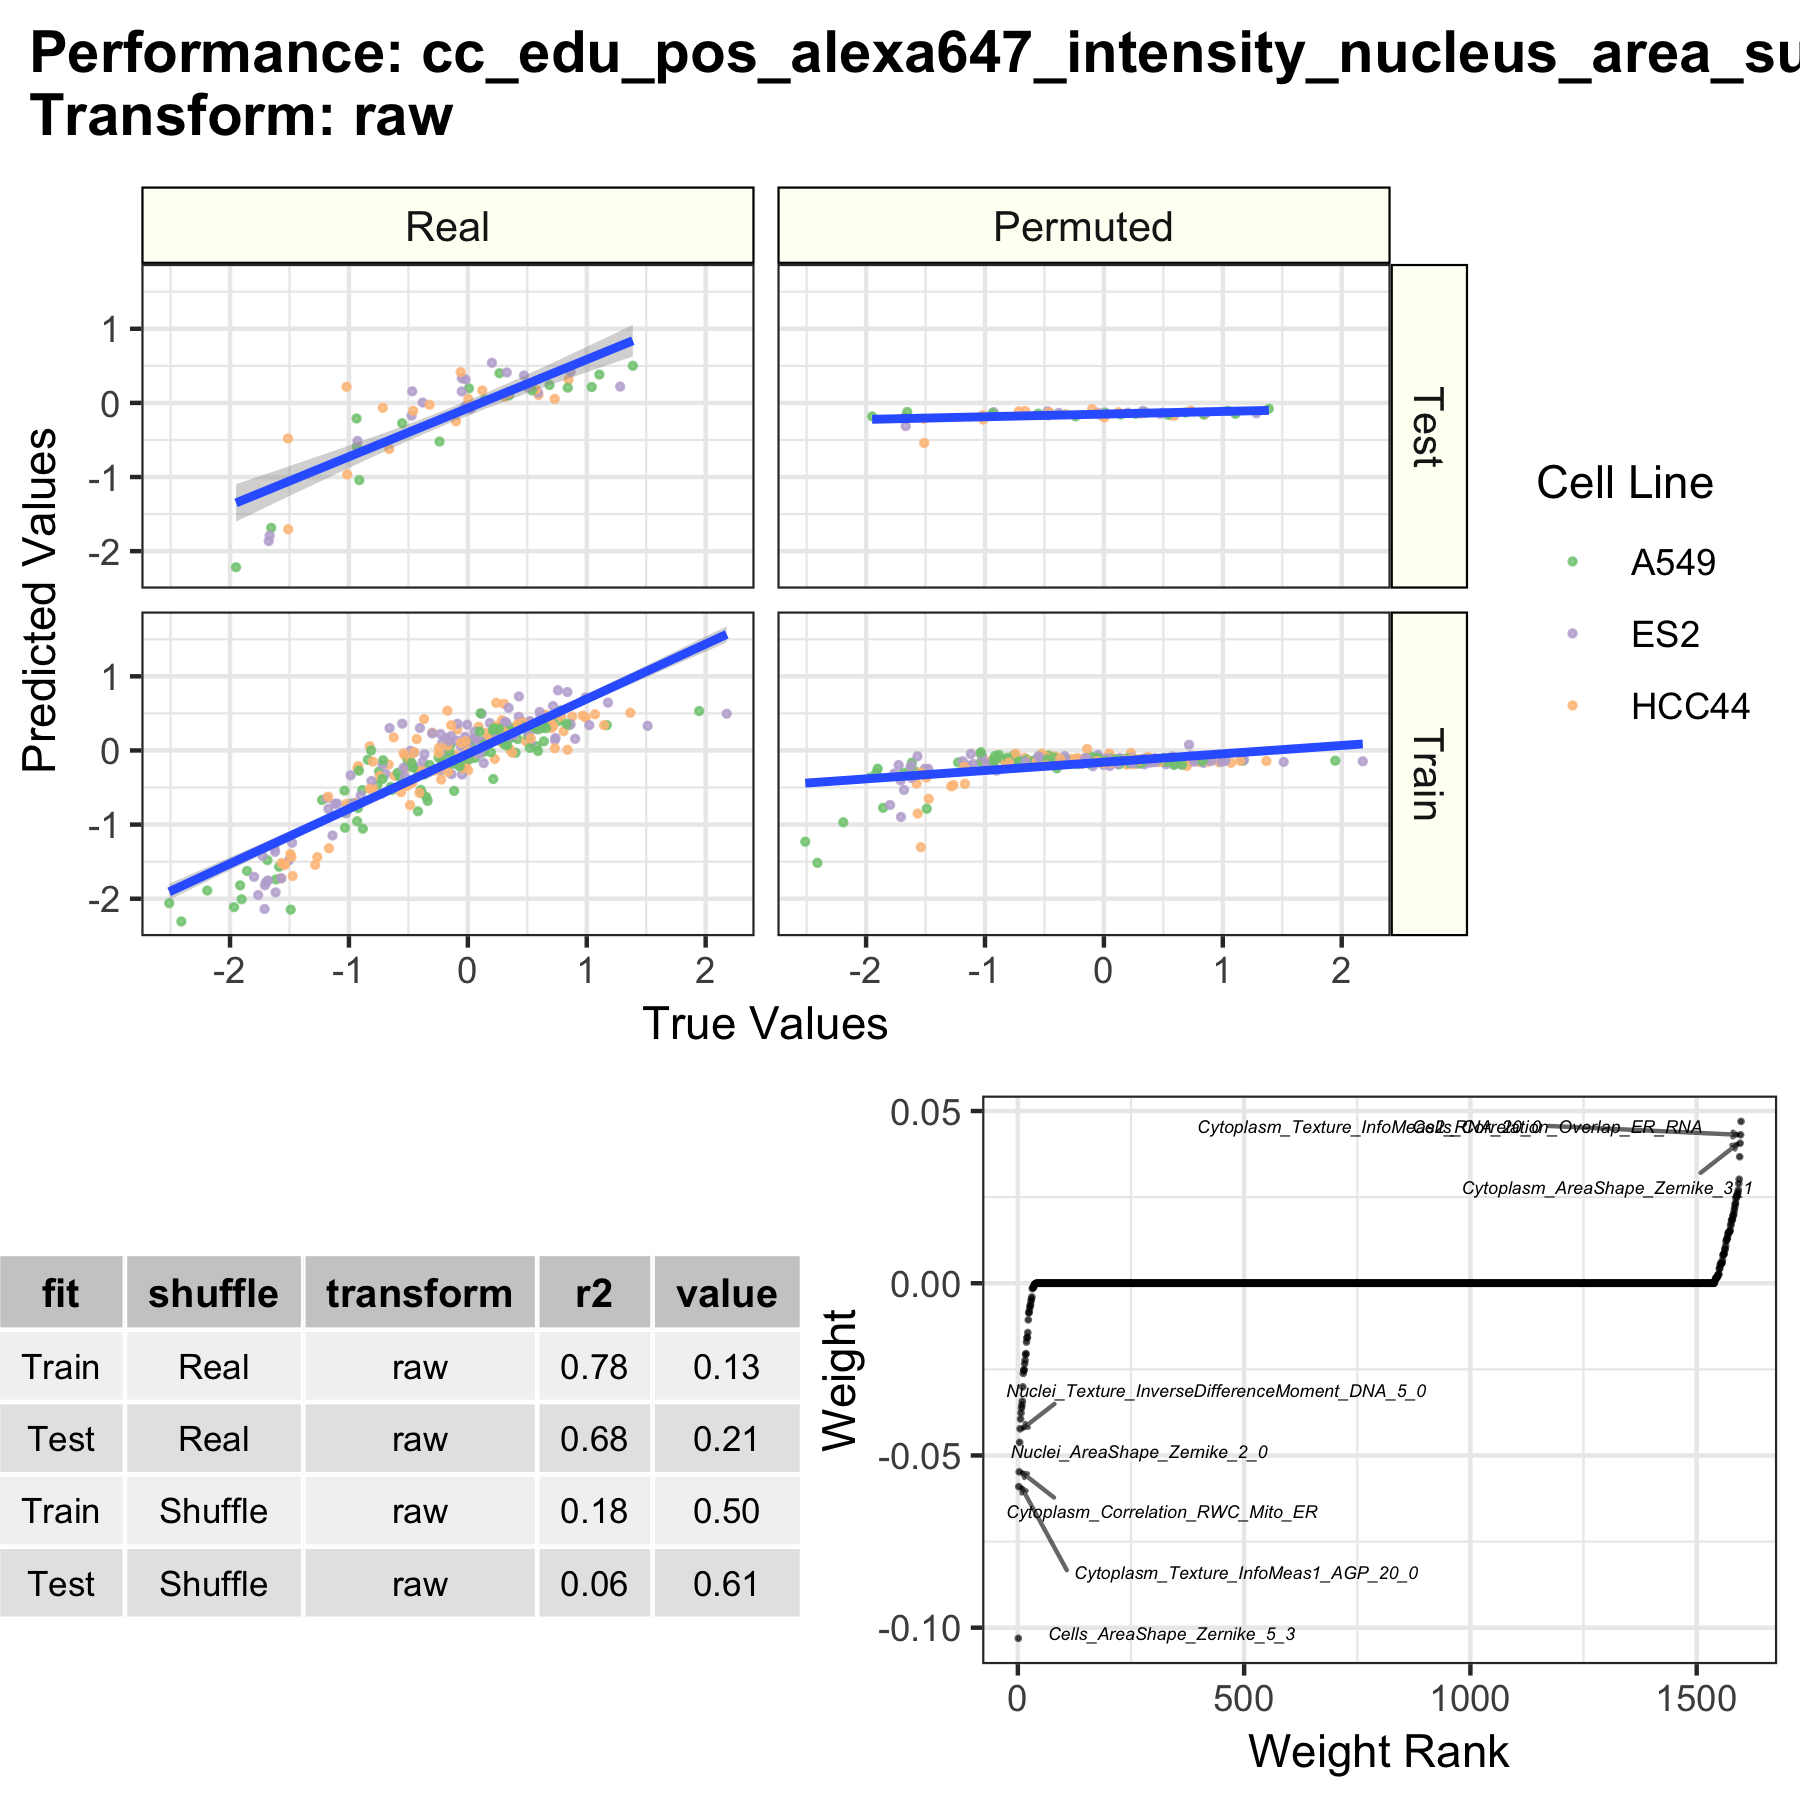 Performance: cc_edu_pos_alexa647_intensity_nucleus_area_su
Transform: raw
Real
Permuted
Test
Train
Predicted Values
1
0
-1
-2
1
0
-1
-2
-2
-1
0
1
2
-2
-1
0
1
2
True Values
Cell Line
A549
ES2
HCC44
fit shuffle transform r2 value
Train Real raw 0.78 0.13
Test Real raw 0.68 0.21
Train Shuffle raw 0.18 0.50
Test Shuffle raw 0.06 0.61
Weight
0.05
0.00
-0.05
-0.10
Cytoplasm_Texture_InfoMeas2_RNA_20_0
Cells_Correlation_Overlap_ER_RNA
Cytoplasm_AreaShape_Zernike_3_1
Nuclei_Texture_InverseDifferenceMoment_DNA_5_0
Nuclei_AreaShape_Zernike_2_0
Cytoplasm_Correlation_RWC_Mito_ER
Cytoplasm_Texture_InfoMeas1_AGP_20_0
Cells_AreaShape_Zernike_5_3
0
500
1000
1500
Weight Rank